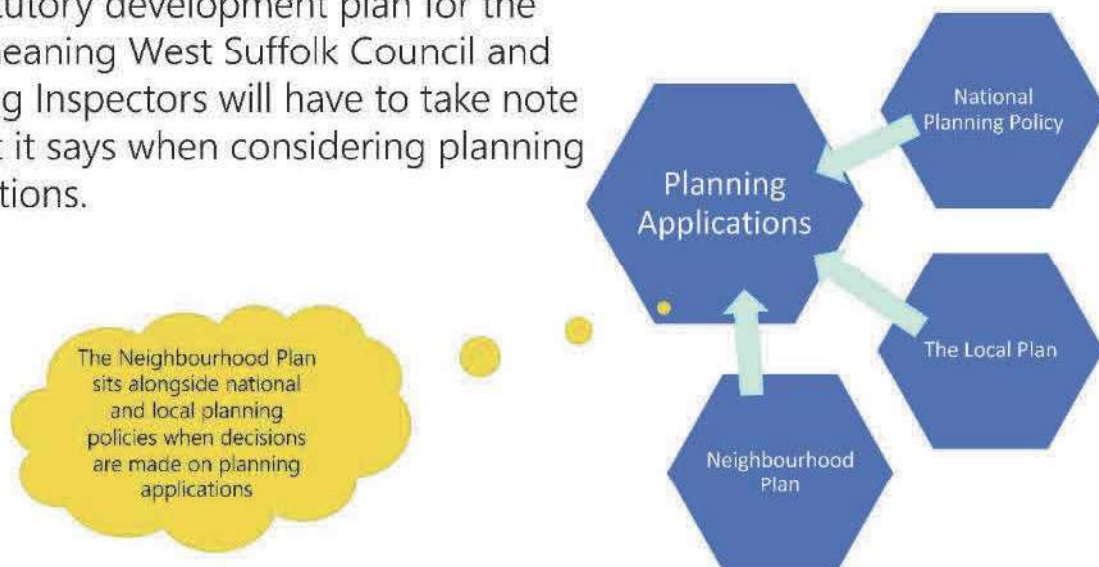 tutory development plan for the
neaning West Suffolk Council and
g Inspectors will have to take note
t it says when considering planning
tions.
National
Planning Policy
Planning
Applications
The Local Plan
Neighbourhood
Plan
The Neighbourhood Plan
sits alongside national
and local planning
policies when decisions
are made on planning
applications